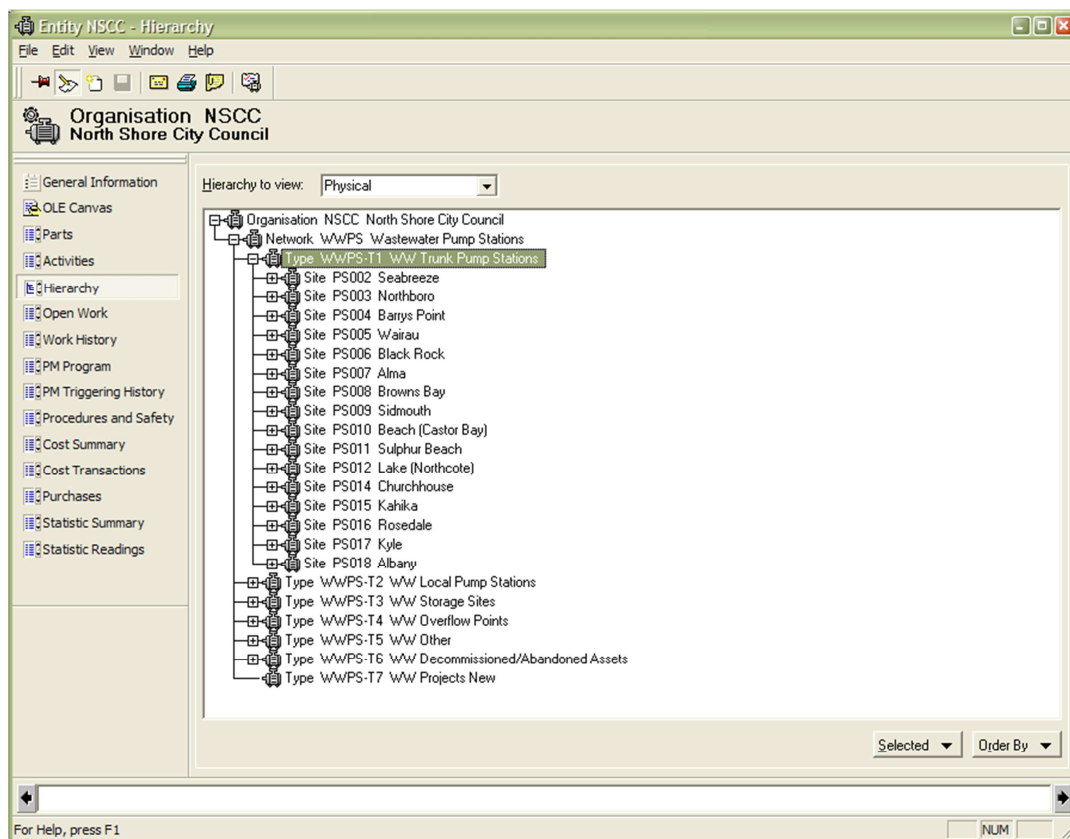 Entity NSCC - Hierarchy
File Edit View Window Help
Organisation NSCC
North Shore City Council
General Information
OLE Canvas
Parts
Activities
Hierarchy
Open Work
Work History
PM Program
PM Triggering History
Procedures and Safety
Cost Summary
Cost Transactions
Purchases
Statistic Summary
Statistic Readings
Hierarchy to view: Physical
Organisation NSCC North Shore City Council
Network WWPS Wastewater Pump Stations
Type WWPS-T1 WW Trunk Pump Stations
Site PS002 Seabreeze
Site PS003 Northboro
Site PS004 Barrys Point
Site PS005 Wairau
Site PS006 Black Rock
Site PS007 Alma
Site PS008 Browns Bay
Site PS009 Sidmouth
Site PS010 Beach (Castor Bay)
Site PS011 Sulphur Beach
Site PS012 Lake (Northcote)
Site PS014 Churchhouse
Site PS015 Kahika
Site PS016 Rosedale
Site PS017 Kyle
Site PS018 Albany
Type WWPS-T2 WW Local Pump Stations
Type WWPS-T3 WW Storage Sites
Type WWPS-T4 WW Overflow Points
Type WWPS-T5 WW Other
Type WWPS-T6 WW Decommissioned/Abandoned Assets
Type WWPS-T7 WW Projects New
Selected Order By
For Help, press F1 NUM